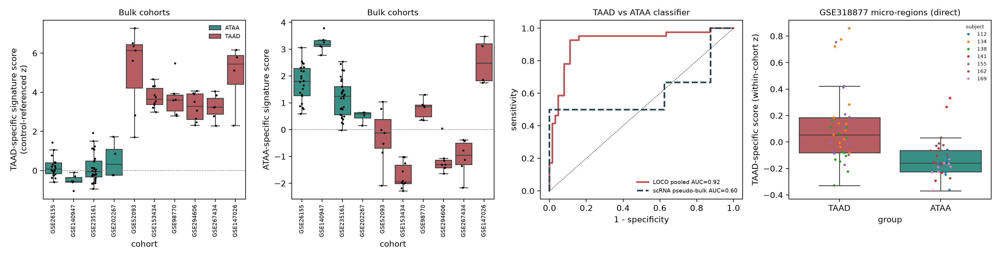 Bulk cohorts
TAAD-specific signature score
(control-referenced z)
6
4
2
0
ATAA
TAAD
GSE26155
GSE140947
GSE235161
GSE202267
GSE52093
GSE153434
GSE98770
GSE294606
GSE267434
GSE147026
cohort
Bulk cohorts
ATAA-specific signature score
4
3
2
1
0
−1
−2
GSE26155
GSE140947
GSE235161
GSE202267
GSE52093
GSE153434
GSE98770
GSE294606
GSE267434
GSE147026
cohort
TAAD vs ATAA classifier
sensitivity
1.0
0.8
0.6
0.4
0.2
0.0
LOCO pooled AUC=0.92
scRNA pseudo-bulk AUC=0.60
0.0 0.2 0.4 0.6 0.8 1.0
1 - specificity
GSE318877 micro-regions (direct)
TAAD-specific score (within-cohort z)
0.8
0.6
0.4
0.2
0.0
−0.2
−0.4
subject
112
134
138
141
155
162
169
TAAD ATAA
group